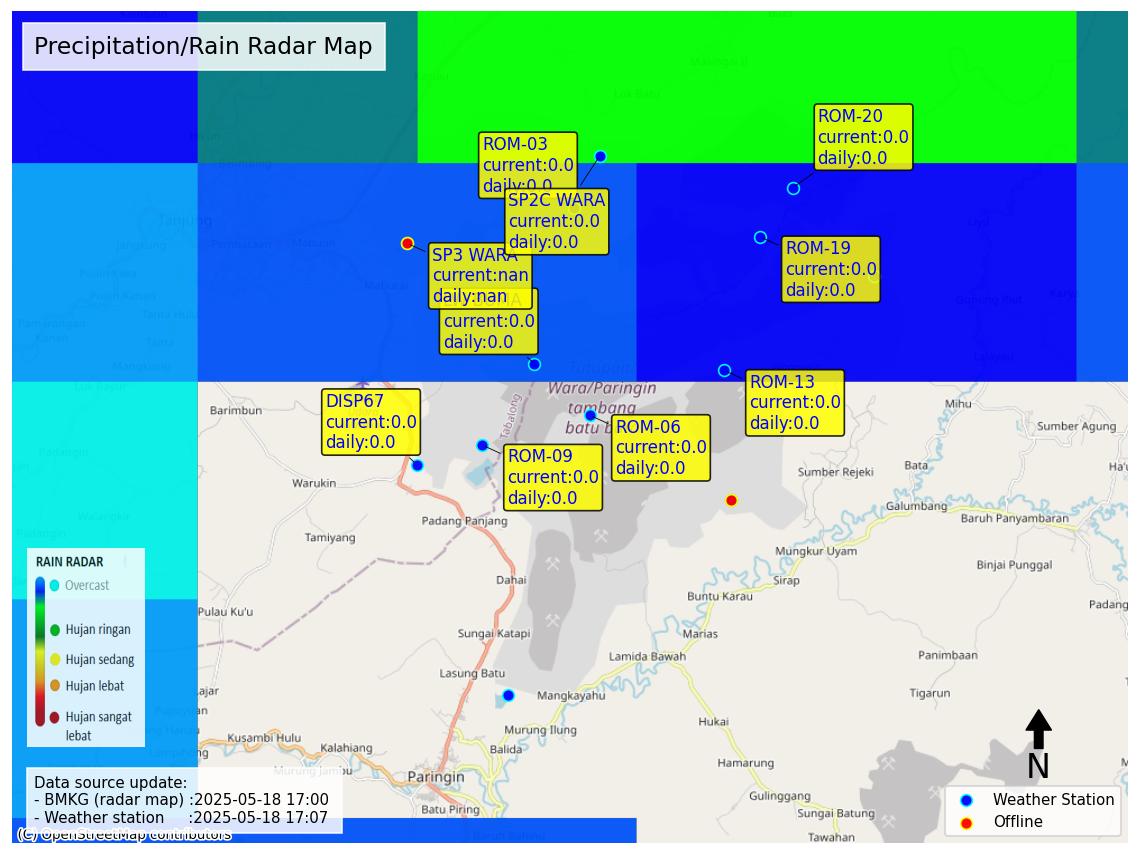 Precipitation/Rain Radar Map
ROM-20
current:0.0
daily:0.0
ROM-03
current:0.0
daily:0.0
SP2C WARA
current:0.0
daily:0.0
ROM-19
current:0.0
daily:0.0
SP3 WARA
current:nan
daily:nan
current:0.0
daily:0.0
Tanjung
Mabuun
Maburai
Wara/Paringin
tambang
batu b
Tabalong
ROM-13
current:0.0
daily:0.0
DISP67
current:0.0
daily:0.0
ROM-06
current:0.0
daily:0.0
ROM-09
current:0.0
daily:0.0
Barimbun
Mihu
Sumber Agung
Bata
Ha'u
Sumber Rejeki
Warukin
Galumbang
Baruh Panyambaran
Padang Panjang
Tamiyang
Mungkur Uyam
Binjai Punggal
Dahai
Sirap
Buntu Karau
Padang
Pulau Ku'u
Sungai Katapi
Marias
Lamida Bawah
Panimbaan
Lasung Batu
Mangkayahu
Tigarun
Hukai
Murung Ilung
Kusambi Hulu
Kalahiang
Balida
Hamarung
Murung Jambu
Paringin
Gulinggang
Batu Piring
Sungai Batung
Tawahan
RAIN RADAR
Overcast
Hujan ringan
Hujan sedang
Hujan lebat
Hujan sangat
lebat
Data source update:
- BMKG (radar map) :2025-05-18 17:00
- Weather station :2025-05-18 17:07
(C) OpenStreetMap contributors
N
Weather Station
Offline